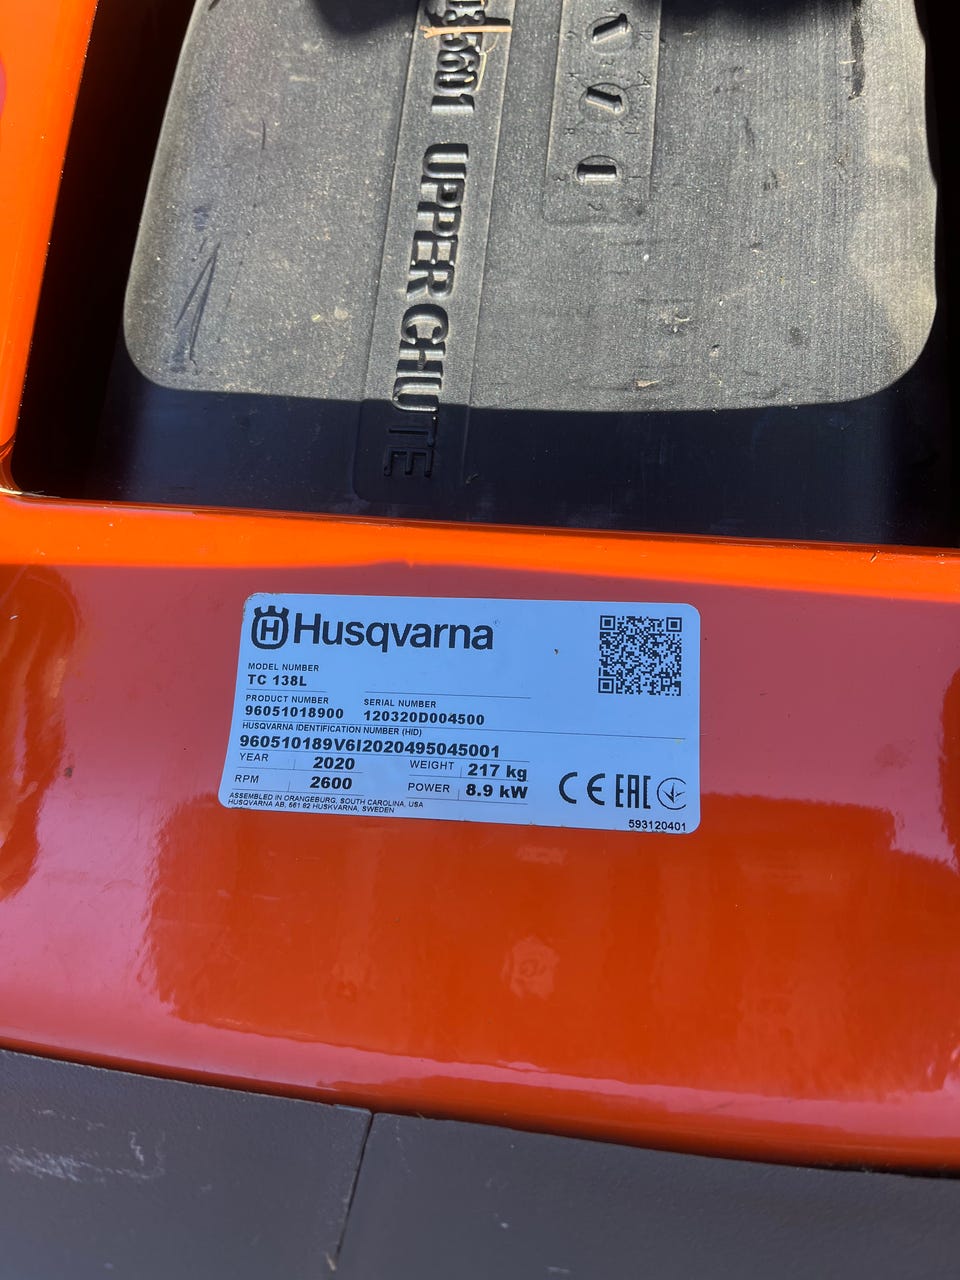 5601 UPPER CHUTE
Husqvarna
MODEL NUMBER
TC 138L
PRODUCT NUMBER SERIAL NUMBER
96051018900 120320D004500
HUSQVARNA IDENTIFICATION NUMBER (HID)
960510189V6I2020495045001
YEAR 2020 WEIGHT 217 kg
RPM 2600 POWER 8.9 kW
ASSEMBLED IN ORANGEBURG, SOUTH CAROLINA, USA
HUSQVARNA AB, 561 82 HUSKVARNA, SWEDEN
CE EAC
593120401